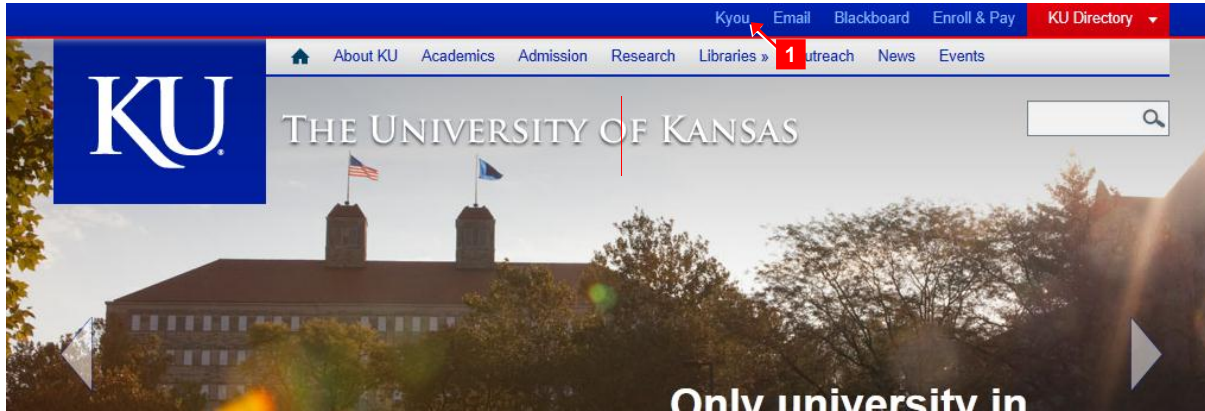 Kyou Email Blackboard Enroll & Pay KU Directory
1
About KU Academics Admission Research Libraries » utreach News Events
KU
THE UNIVERSITY OF KANSAS
Only university in